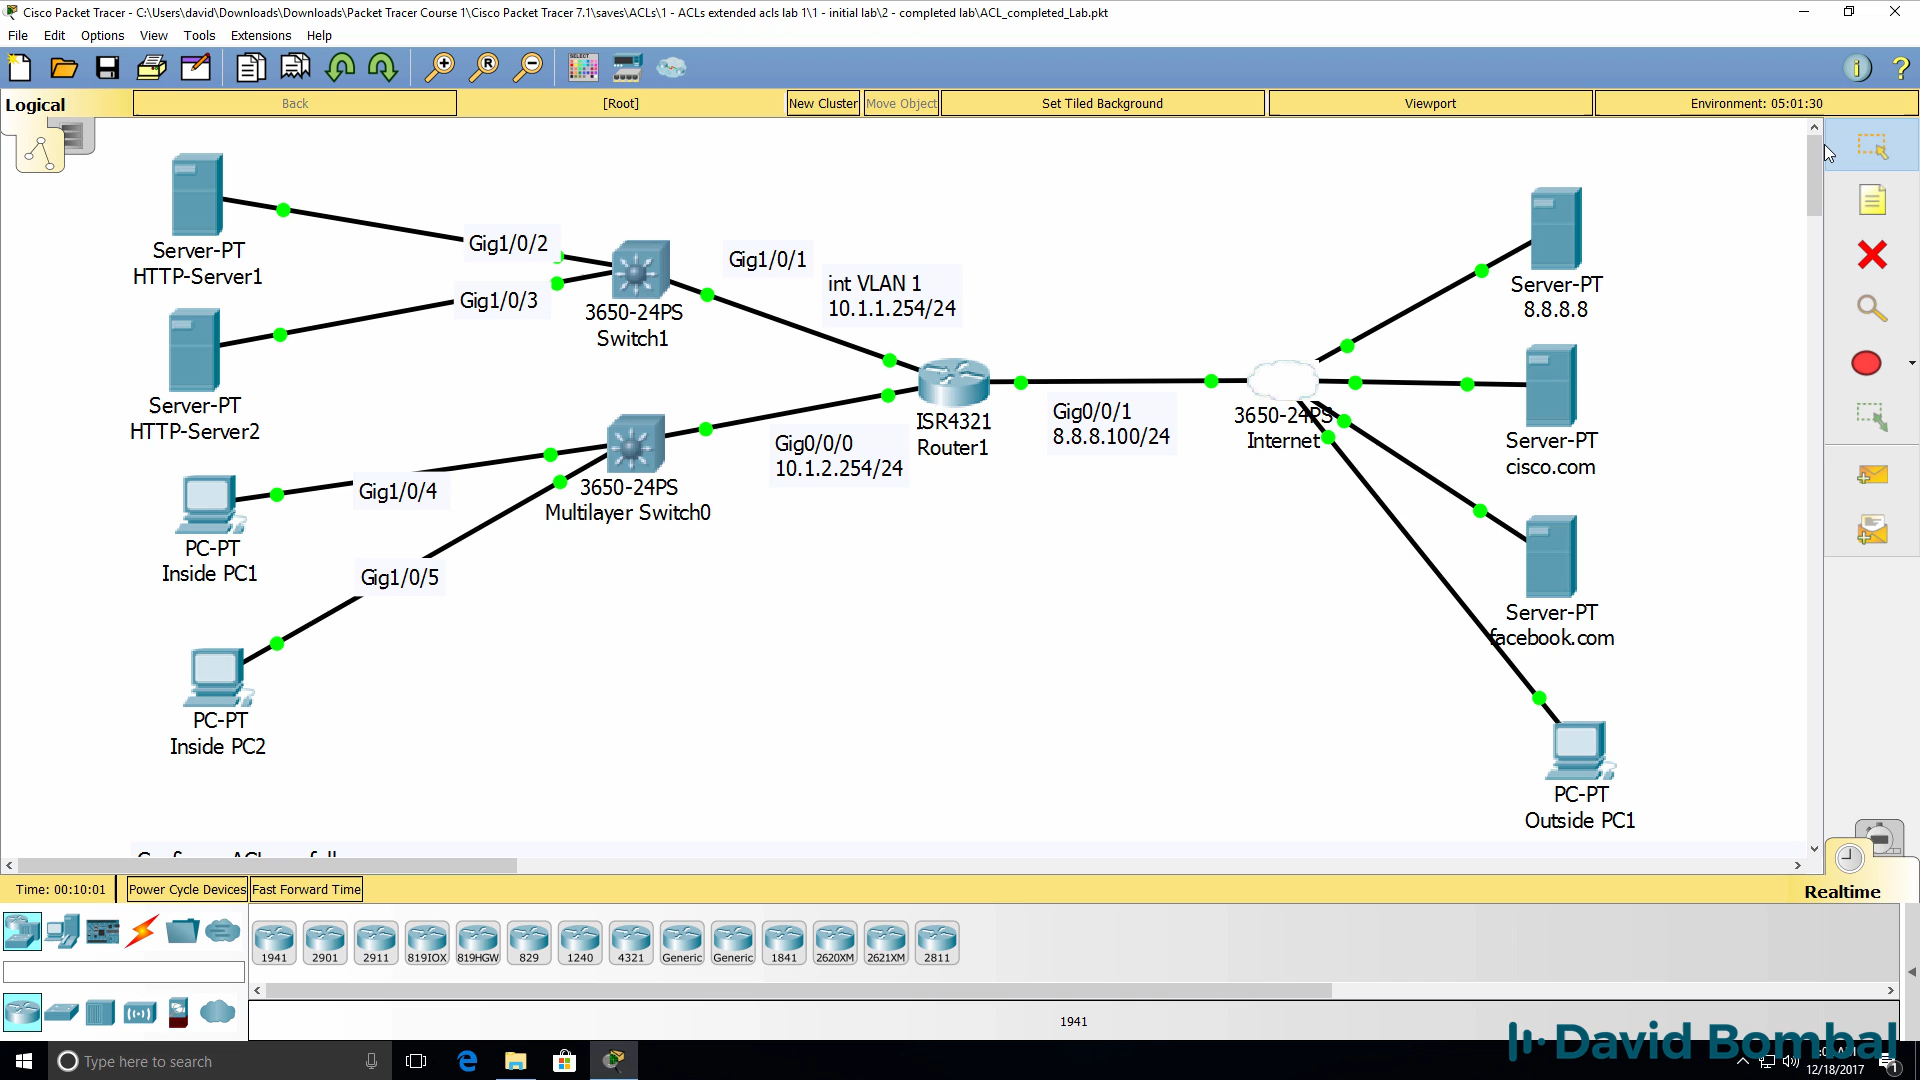 Cisco Packet Tracer - C:\Users\david\Downloads\Downloads\Packet Tracer Course 1\Cisco Packet Tracer 7.1\saves\ACLs\1 - ACLs extended acls lab 1\1 - initial lab\2 - completed lab\ACL_completed_Lab.pkt
File Edit Options View Tools Extensions Help
Logical Back [Root] New Cluster Move Object Set Tiled Background Viewport Environment: 05:01:30
Server-PT
HTTP-Server1
Gig1/0/2
Gig1/0/3
Server-PT
HTTP-Server2
3650-24PS
Switch1
Gig1/0/1
int VLAN 1
10.1.1.254/24
ISR4321
Router1
Gig0/0/0
10.1.2.254/24
3650-24PS
Multilayer Switch0
Gig1/0/4
PC-PT
Inside PC1
Gig1/0/5
PC-PT
Inside PC2
Gig0/0/1
8.8.8.100/24
3650-24PS
Internet
Server-PT
8.8.8.8
Server-PT
cisco.com
Server-PT
facebook.com
PC-PT
Outside PC1
Time: 00:10:01 Power Cycle Devices Fast Forward Time
Realtime
1941 2901 2911 819IOX 819HGW 829 1240 4321 Generic Generic 1841 2620XM 2621XM 2811
1941
David Bombal
Type here to search
12/18/2017
1